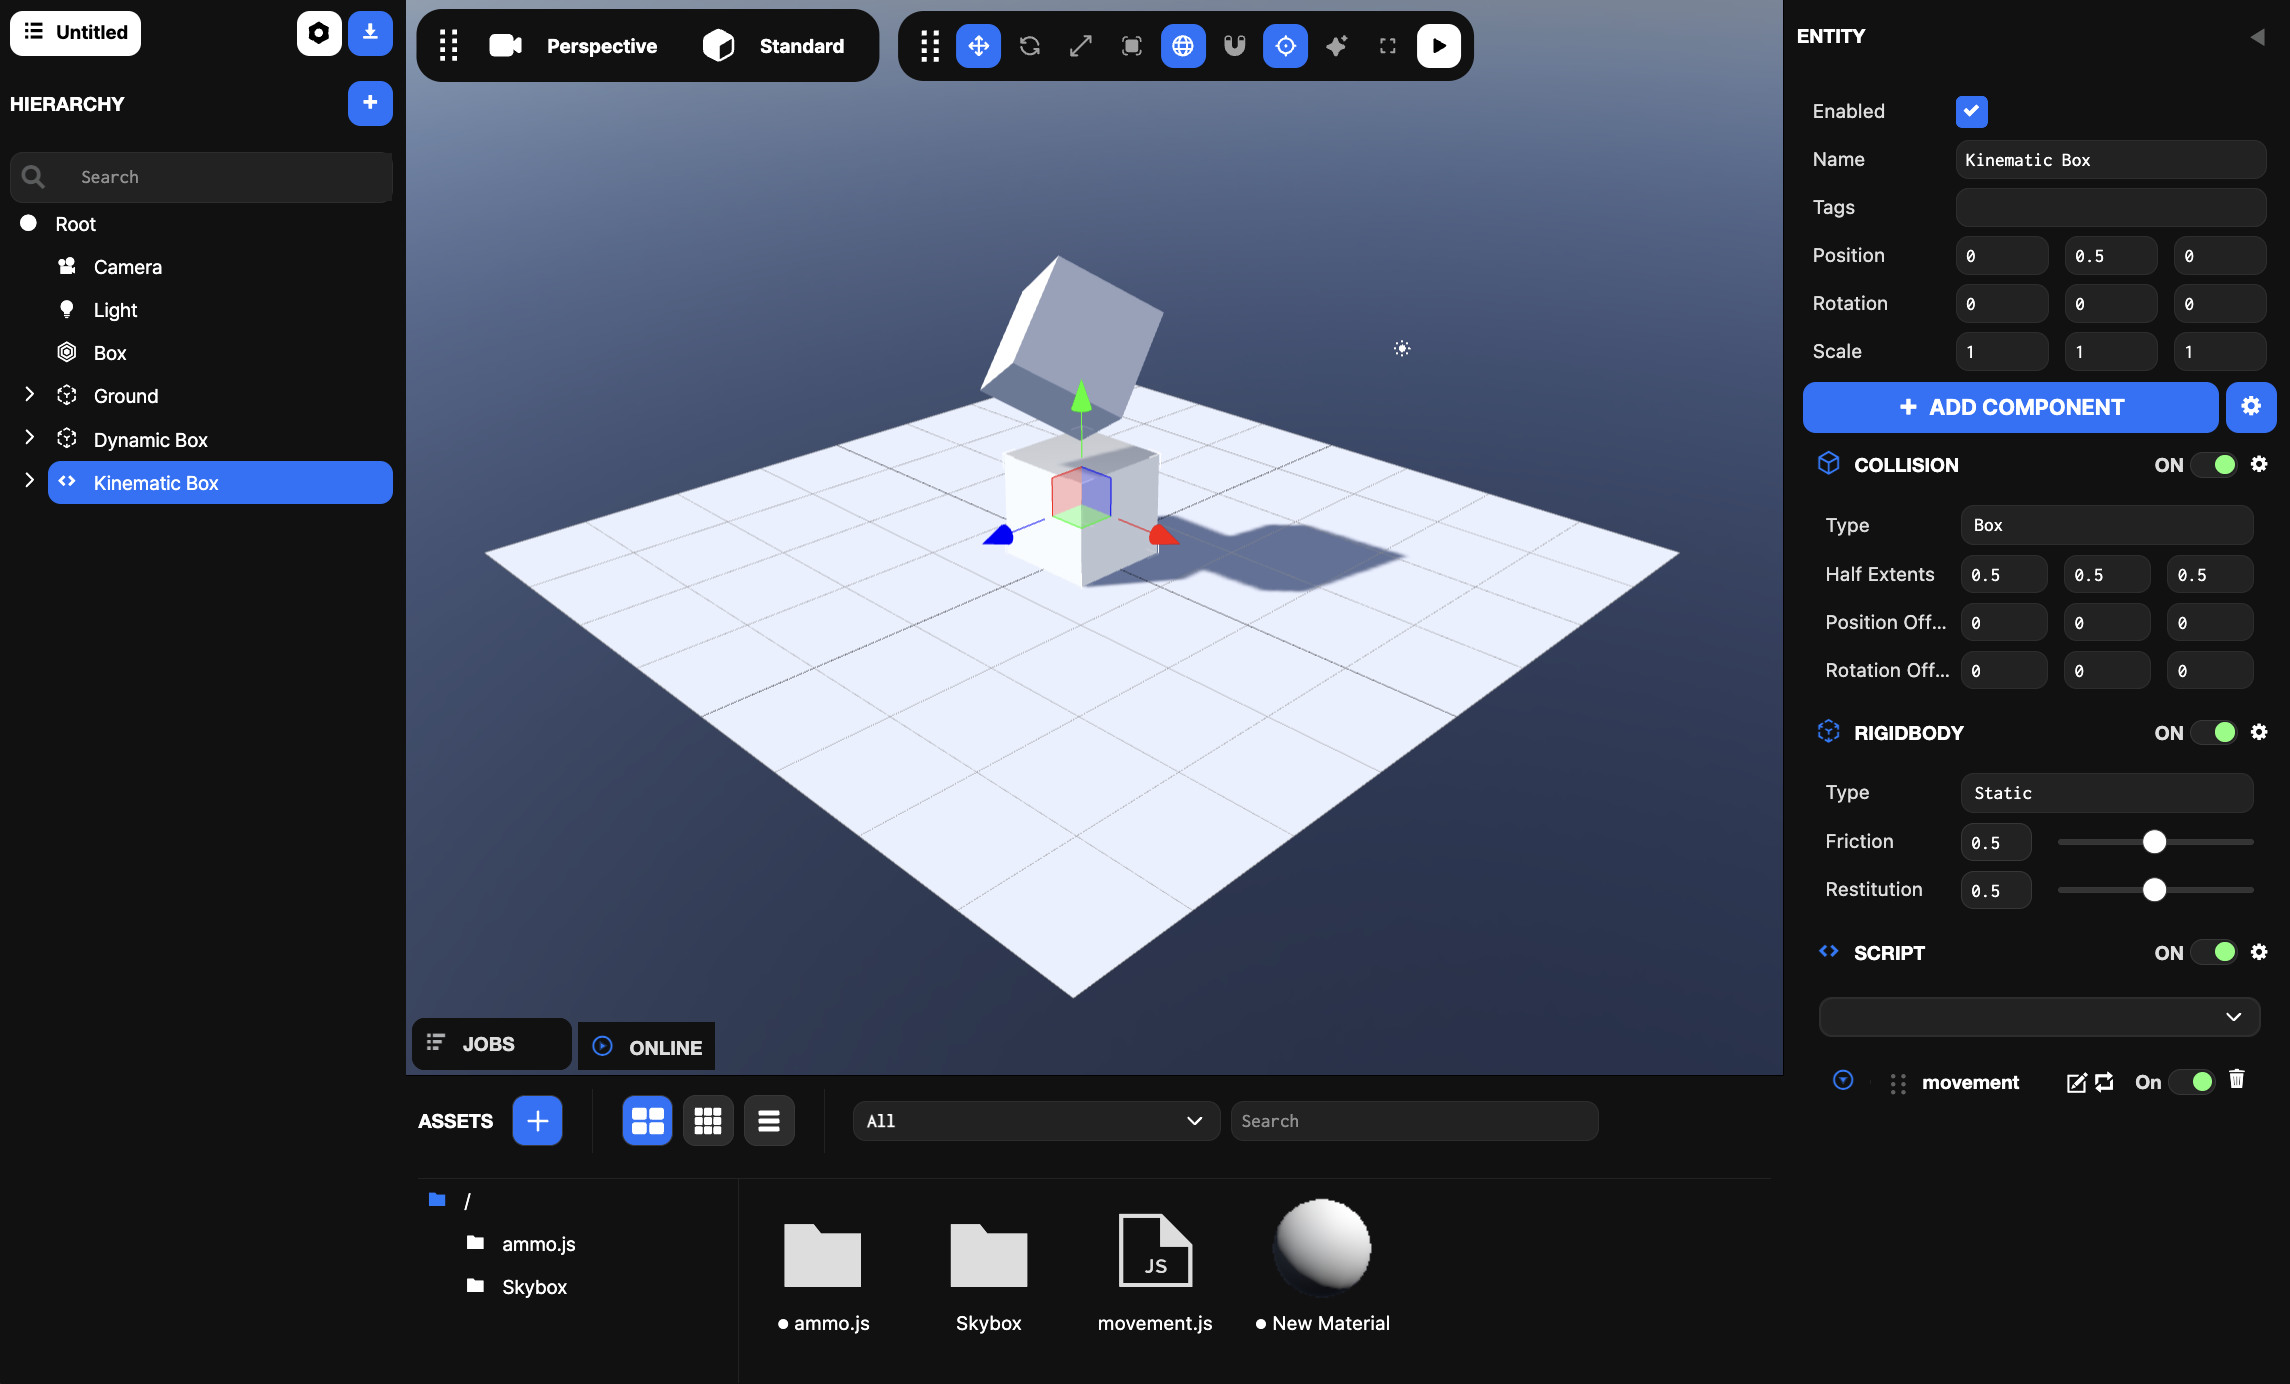 Untitled
HIERARCHY
Search
Root
Camera
Light
Box
Ground
Dynamic Box
Kinematic Box
Perspective Standard
JOBS ONLINE
ASSETS All Search
/
ammo.js
Skybox
ammo.js Skybox JS movement.js New Material
ENTITY
Enabled
Name Kinematic Box
Tags
Position 0 0.5 0
Rotation 0 0 0
Scale 1 1 1
+ ADD COMPONENT
COLLISION ON
Type Box
Half Extents 0.5 0.5 0.5
Position Off... 0 0 0
Rotation Off... 0 0 0
RIGIDBODY ON
Type Static
Friction 0.5
Restitution 0.5
SCRIPT ON
movement On